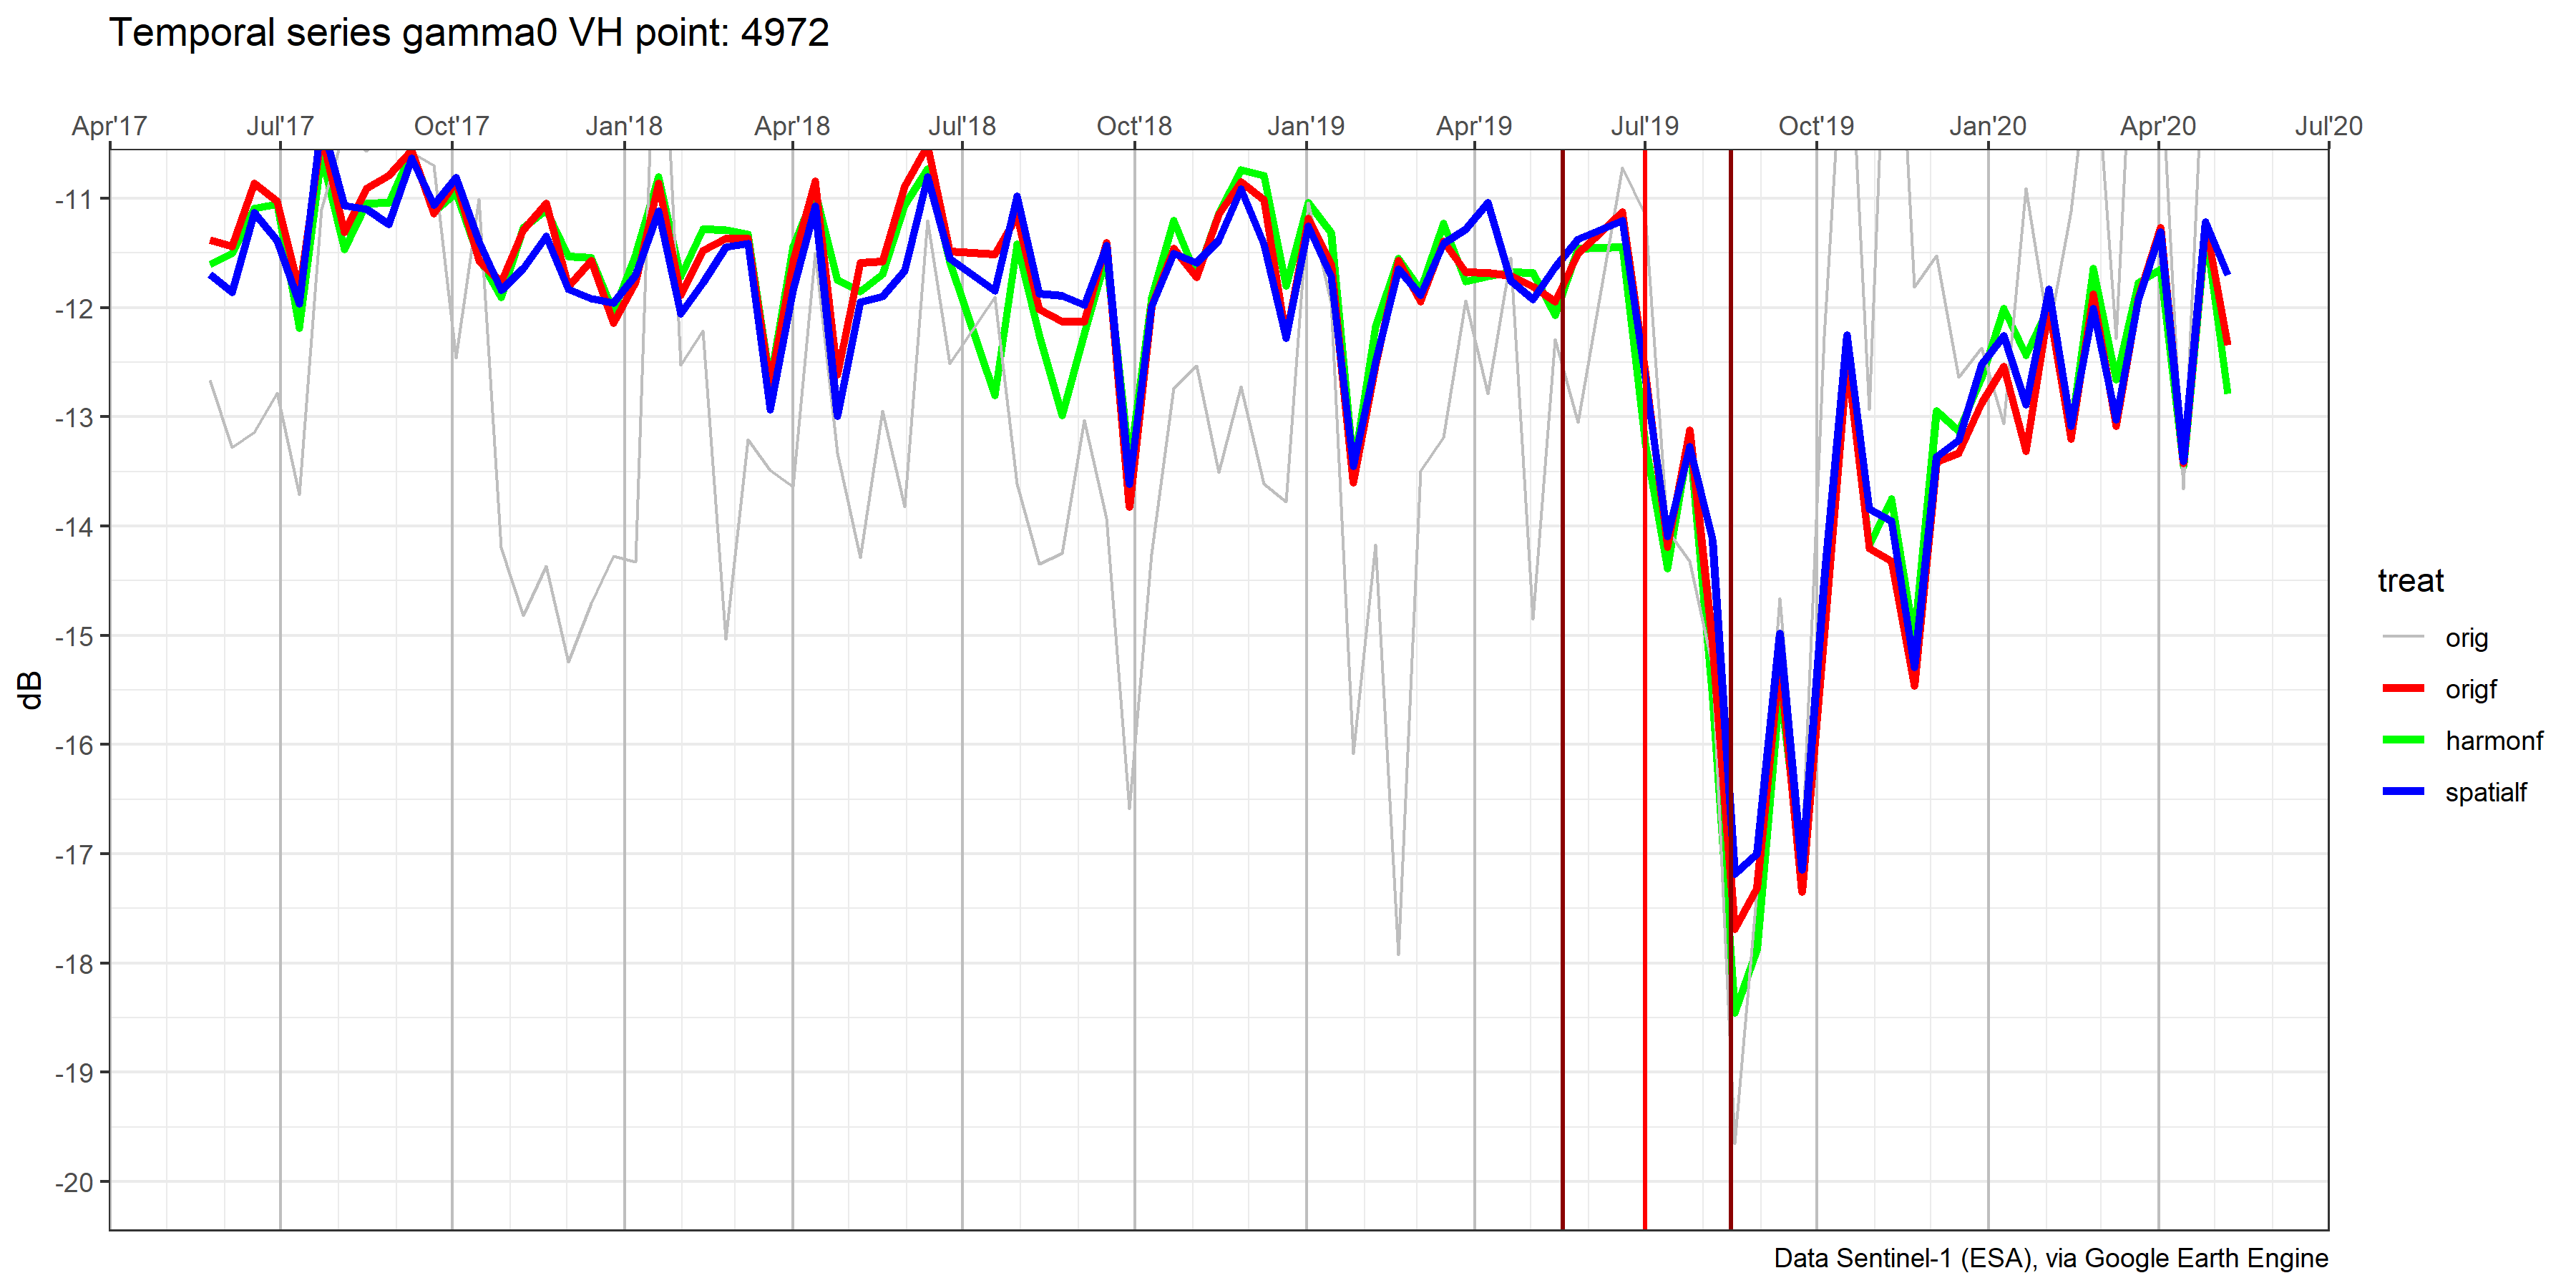 Temporal series gamma0 VH point: 4972
Apr'17 Jul'17 Oct'17 Jan'18 Apr'18 Jul'18 Oct'18 Jan'19 Apr'19 Jul'19 Oct'19 Jan'20 Apr'20 Jul'20
-11
-12
-13
-14
-15
-16
-17
-18
-19
-20
dB
treat
orig
origf
harmonf
spatialf
Data Sentinel-1 (ESA), via Google Earth Engine